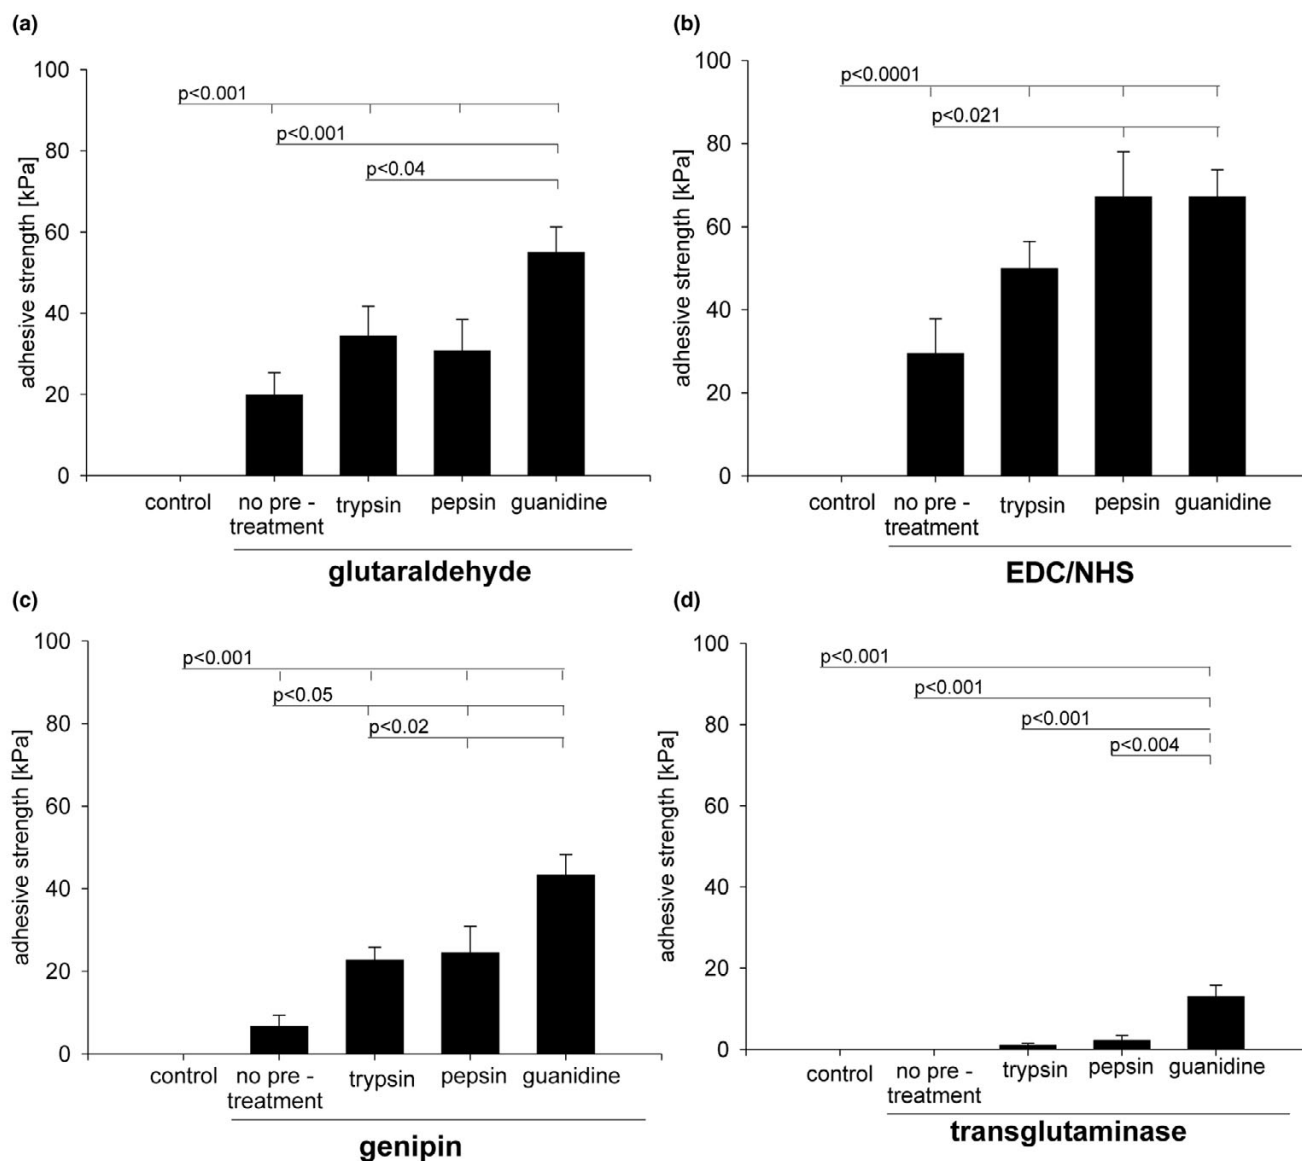 (a)
100
80
60
40
20
0
adhesive strength [kPa]
p<0.001
p<0.001
p<0.04
control
no pre -
treatment
trypsin
pepsin
guanidine
glutaraldehyde
(b)
100
80
60
40
20
0
adhesive strength [kPa]
p<0.0001
p<0.021
control
no pre -
treatment
trypsin
pepsin
guanidine
EDC/NHS
(c)
100
80
60
40
20
0
adhesive strength [kPa]
p<0.001
p<0.05
p<0.02
control
no pre -
treatment
trypsin
pepsin
guanidine
genipin
(d)
100
80
60
40
20
0
adhesive strength [kPa]
p<0.001
p<0.001
p<0.001
p<0.004
control
no pre -
treatment
trypsin
pepsin
guanidine
transglutaminase